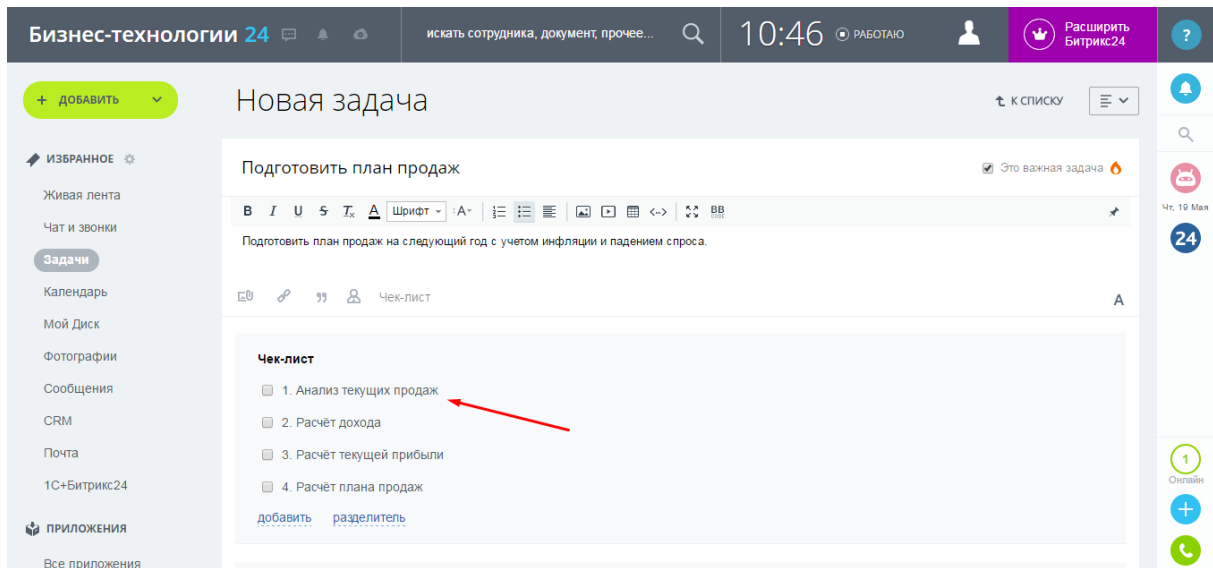 Бизнес-технологии 24
искать сотрудника, документ, прочее...
10:46 РАБОТАЮ
Расширить
Битрикс24
?
+ ДОБАВИТЬ
Новая задача
К СПИСКУ
ИЗБРАННОЕ
Живая лента
Чат и звонки
Задачи
Календарь
Мой Диск
Фотографии
Сообщения
CRM
Почта
1С+Битрикс24
ПРИЛОЖЕНИЯ
Все приложения
Подготовить план продаж
Это важная задача
B I U S Tx A Шрифт A BB CODE
Подготовить план продаж на следующий год с учетом инфляции и падением спроса.
Чек-лист
A
Чек-лист
1. Анализ текущих продаж
2. Расчёт дохода
3. Расчёт текущей прибыли
4. Расчёт плана продаж
добавить разделитель
Чт, 19 Мая
24
1
Онлайн